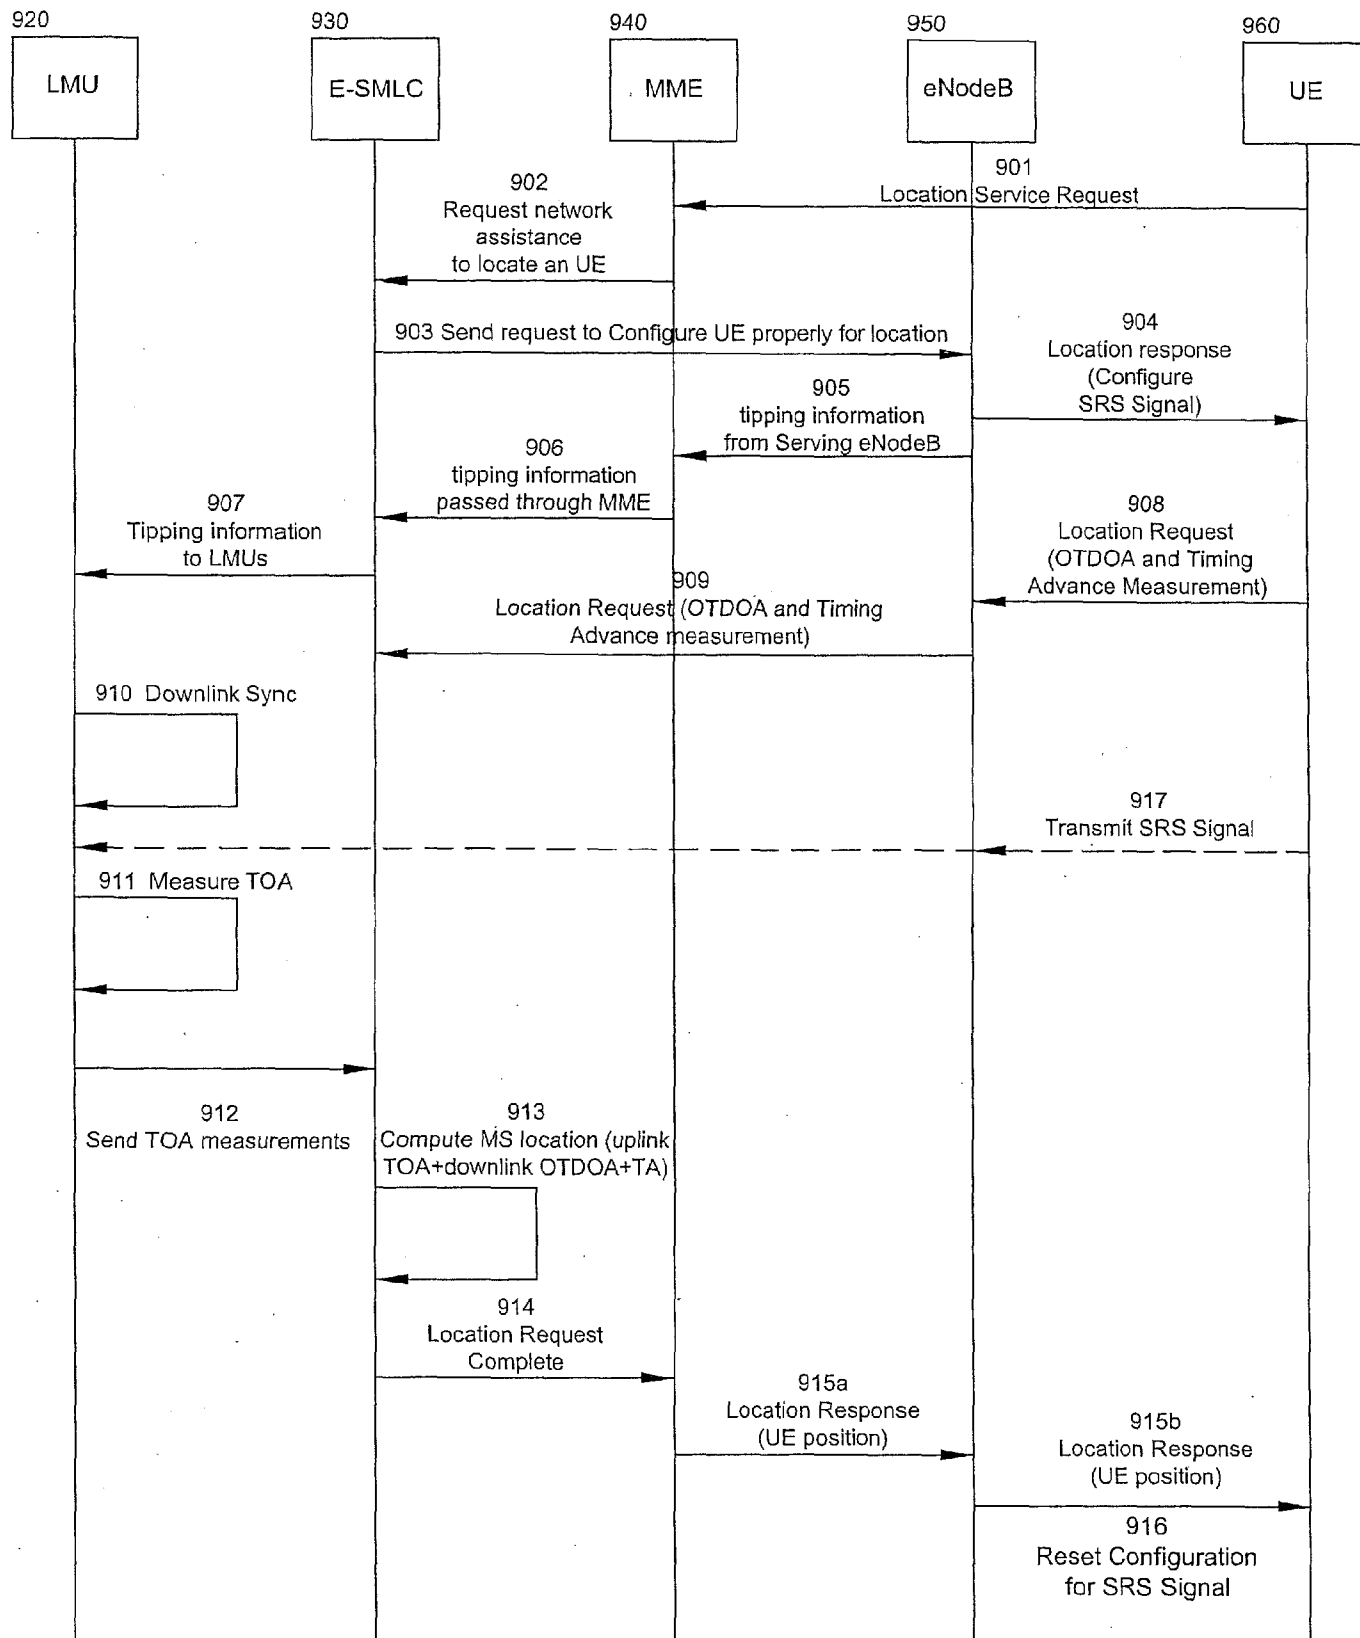 920
930
940
950
960
LMU
E-SMLC
MME
eNodeB
UE
901
Location Service Request
902
Request network
assistance
to locate an UE
903 Send request to Configure UE properly for location
904
Location response
(Configure
SRS Signal)
905
tipping information
from Serving eNodeB
906
tipping information
passed through MME
907
Tipping information
to LMUs
908
Location Request
(OTDOA and Timing
Advance Measurement)
909
Location Request (OTDOA and Timing
Advance measurement)
910 Downlink Sync
917
Transmit SRS Signal
911 Measure TOA
912
Send TOA measurements
913
Compute MS location (uplink
TOA+downlink OTDOA+TA)
914
Location Request
Complete
915a
Location Response
(UE position)
915b
Location Response
(UE position)
916
Reset Configuration
for SRS Signal